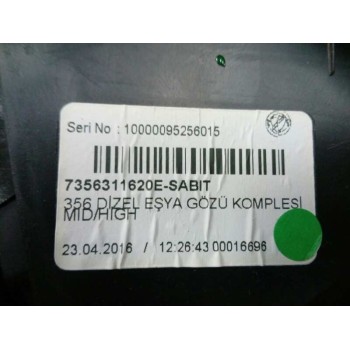 Seri No : 10000095256015
7356311620E-SABIT
356 DİZEL EŞYA GÖZÜ KOMPLESİ
MID/HIGH
23.04.2016 / 12:26:43 00016696